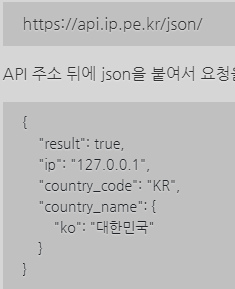 https://api.ip.pe.kr/json/
API 주소 뒤에 json을 붙여서 요청을
{
"result": true,
"ip": "127.0.0.1",
"country_code": "KR",
"country_name": {
"ko": "대한민국"
}
}